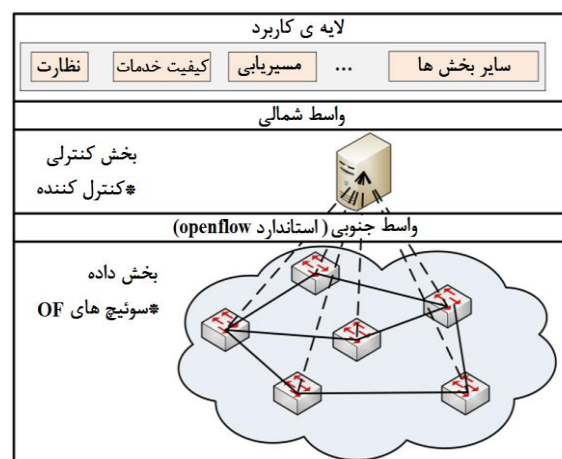 لایه ی کاربرد
سایر بخش ها ... مسیریابی کیفیت خدمات نظارت
واسط شمالی
بخش کنترلی
*کنترل کننده
واسط جنوبی( استاندارد openflow)
بخش داده
*سوئیچ های OF